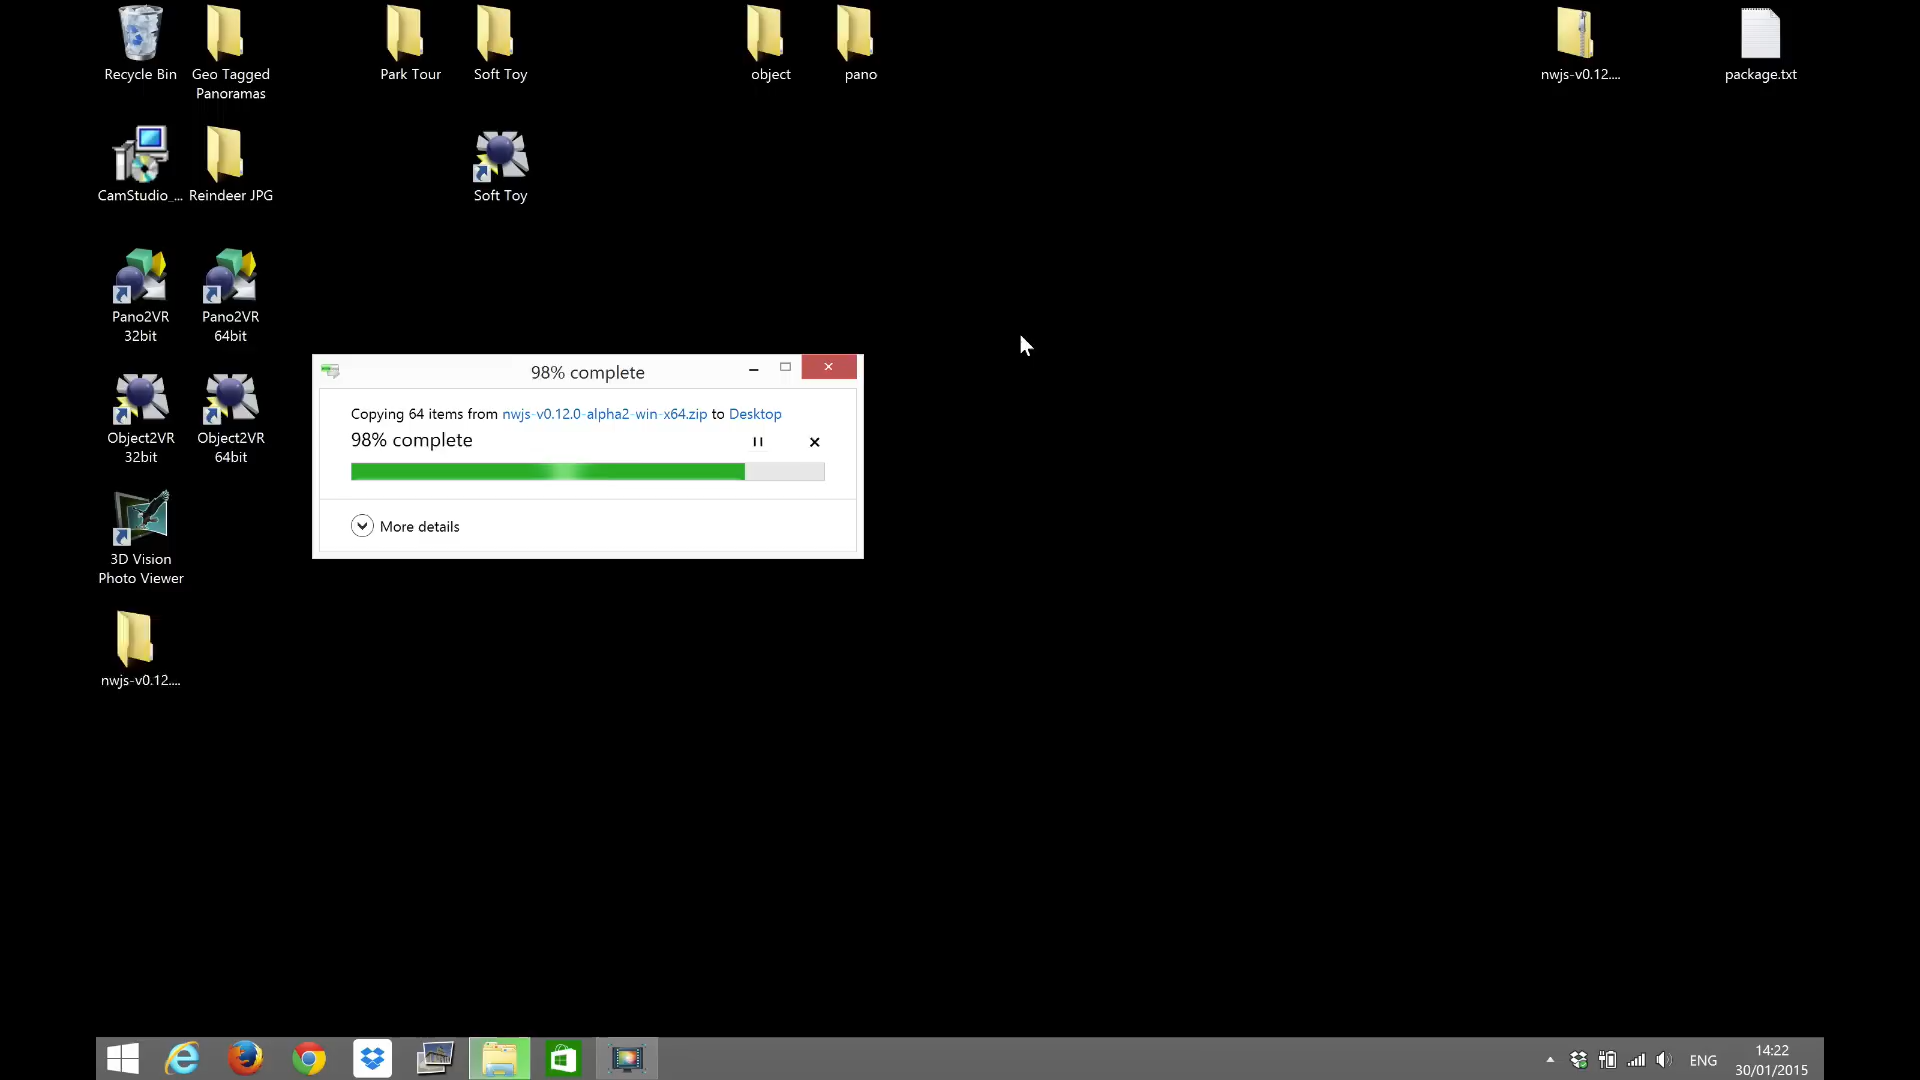 Recycle Bin
Geo Tagged
Panoramas
Park Tour
Soft Toy
object
pano
nwjs-v0.12....
package.txt
CamStudio_...
Reindeer JPG
Soft Toy
Pano2VR
32bit
Pano2VR
64bit
98% complete
Copying 64 items from nwjs-v0.12.0-alpha2-win-x64.zip to Desktop
98% complete
More details
Object2VR
32bit
Object2VR
64bit
3D Vision
Photo Viewer
nwjs-v0.12....
ENG
14:22
30/01/2015